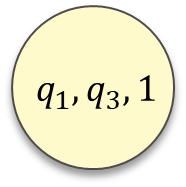 q₁, q₃, 1